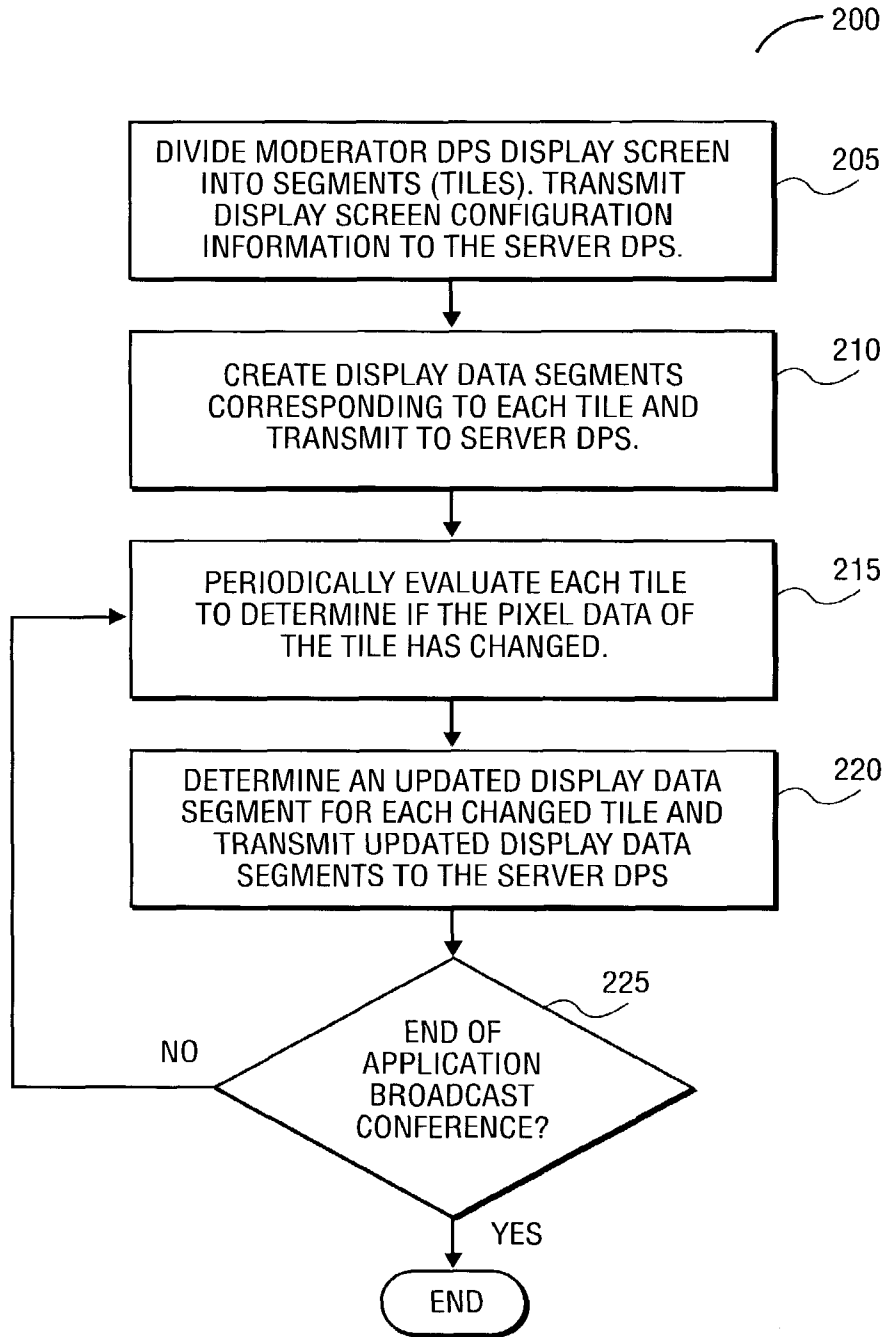 200
DIVIDE MODERATOR DPS DISPLAY SCREEN
INTO SEGMENTS (TILES). TRANSMIT
DISPLAY SCREEN CONFIGURATION
INFORMATION TO THE SERVER DPS.
205
CREATE DISPLAY DATA SEGMENTS
CORRESPONDING TO EACH TILE AND
TRANSMIT TO SERVER DPS.
210
PERIODICALLY EVALUATE EACH TILE
TO DETERMINE IF THE PIXEL DATA OF
THE TILE HAS CHANGED.
215
DETERMINE AN UPDATED DISPLAY DATA
SEGMENT FOR EACH CHANGED TILE AND
TRANSMIT UPDATED DISPLAY DATA
SEGMENTS TO THE SERVER DPS
220
225
NO
END OF
APPLICATION
BROADCAST
CONFERENCE?
YES
END